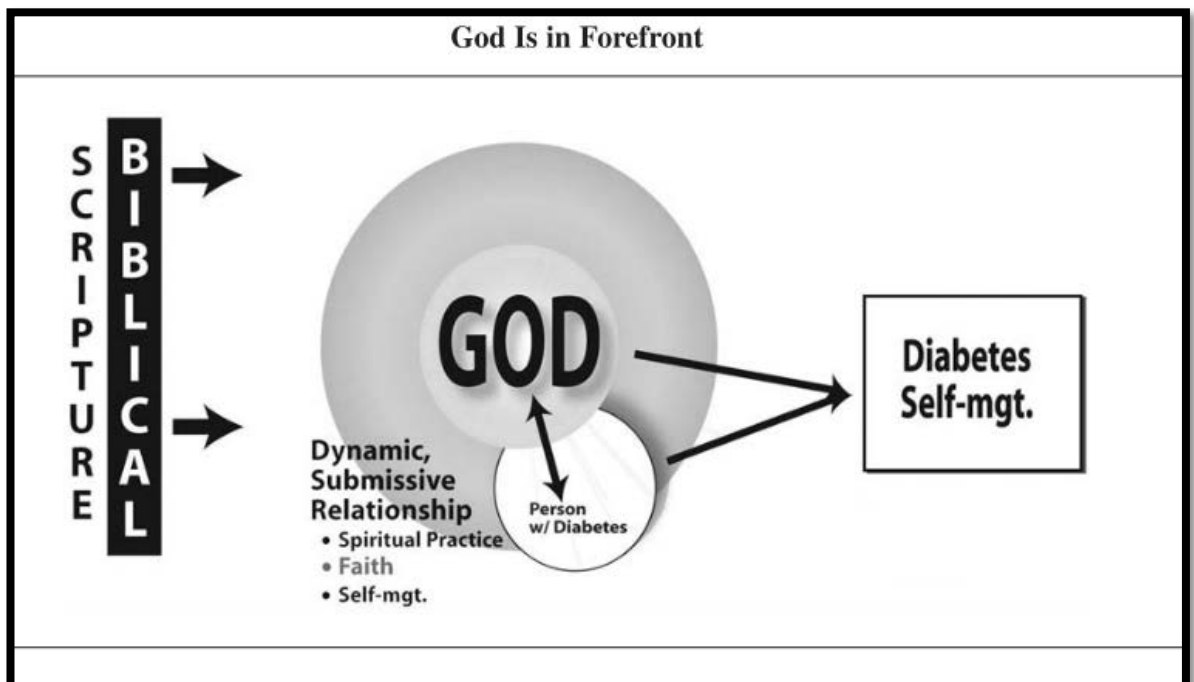 God Is in Forefront
SCRIPTURE
BIBLICAL
GOD
Dynamic,
Submissive
Relationship
• Spiritual Practice
• Faith
• Self-mgt.
Person
w/ Diabetes
Diabetes
Self-mgt.